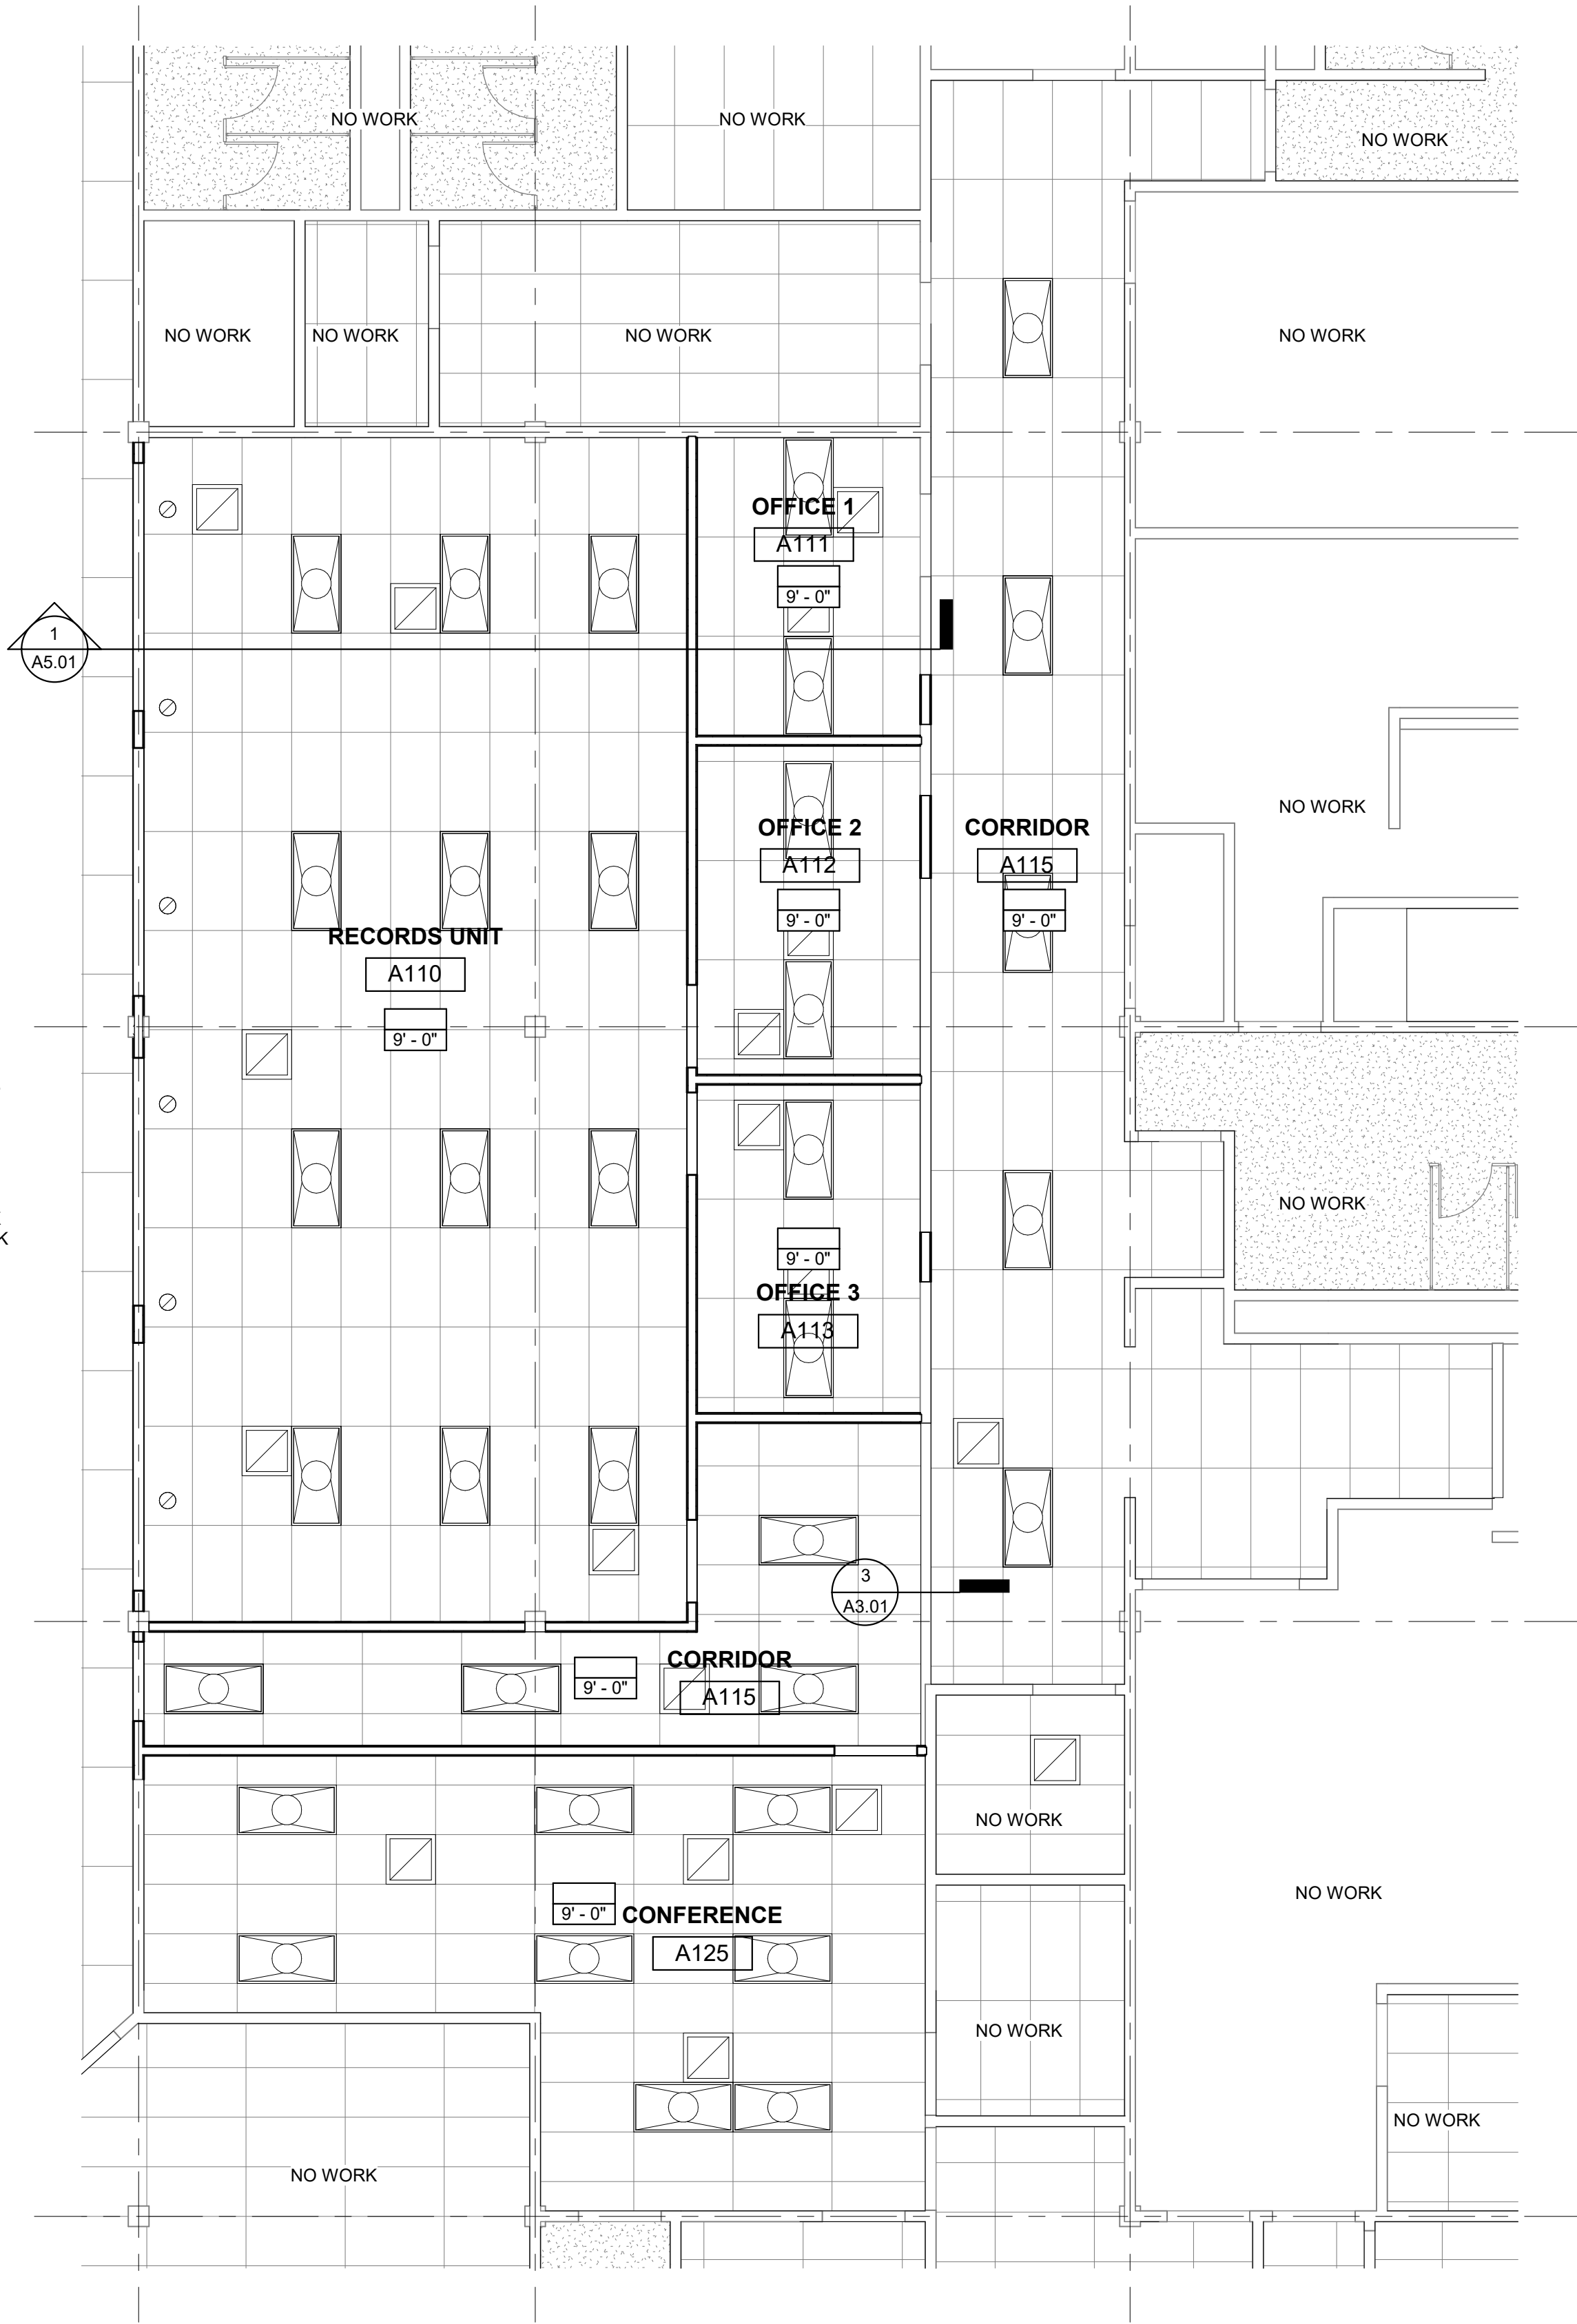 NO WORK
NO WORK
NO WORK
NO WORK
NO WORK
NO WORK
NO WORK
OFFICE 1
A111
9' - 0"
1
A5.01
NO WORK
OFFICE 2
A112
9' - 0"
CORRIDOR
A115
9' - 0"
RECORDS UNIT
A110
9' - 0"
NO WORK
K
9' - 0"
OFFICE 3
A113
3
A3.01
CORRIDOR
A115
9' - 0"
NO WORK
NO WORK
9' - 0"
CONFERENCE
A125
NO WORK
NO WORK
NO WORK